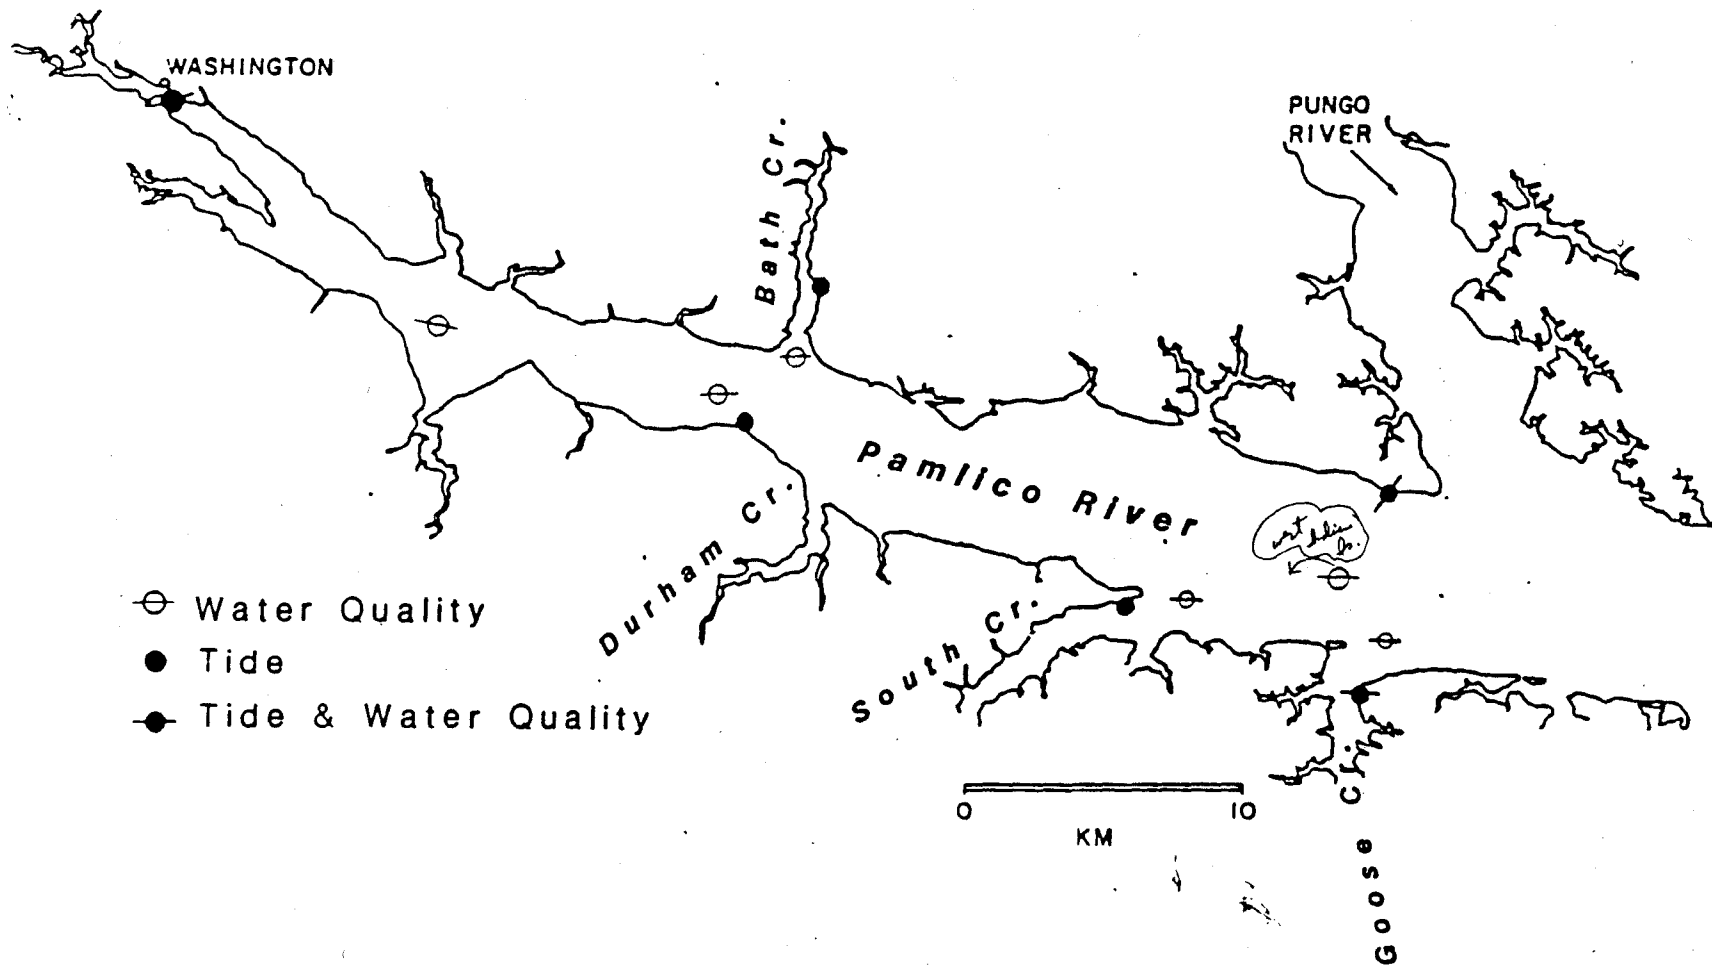 WASHINGTON
PUNGO
RIVER
Bath Cr.
Pamlico River
Durham Cr.
South Cr.
Goose Cr.
Water Quality
Tide
Tide & Water Quality
0 10
KM